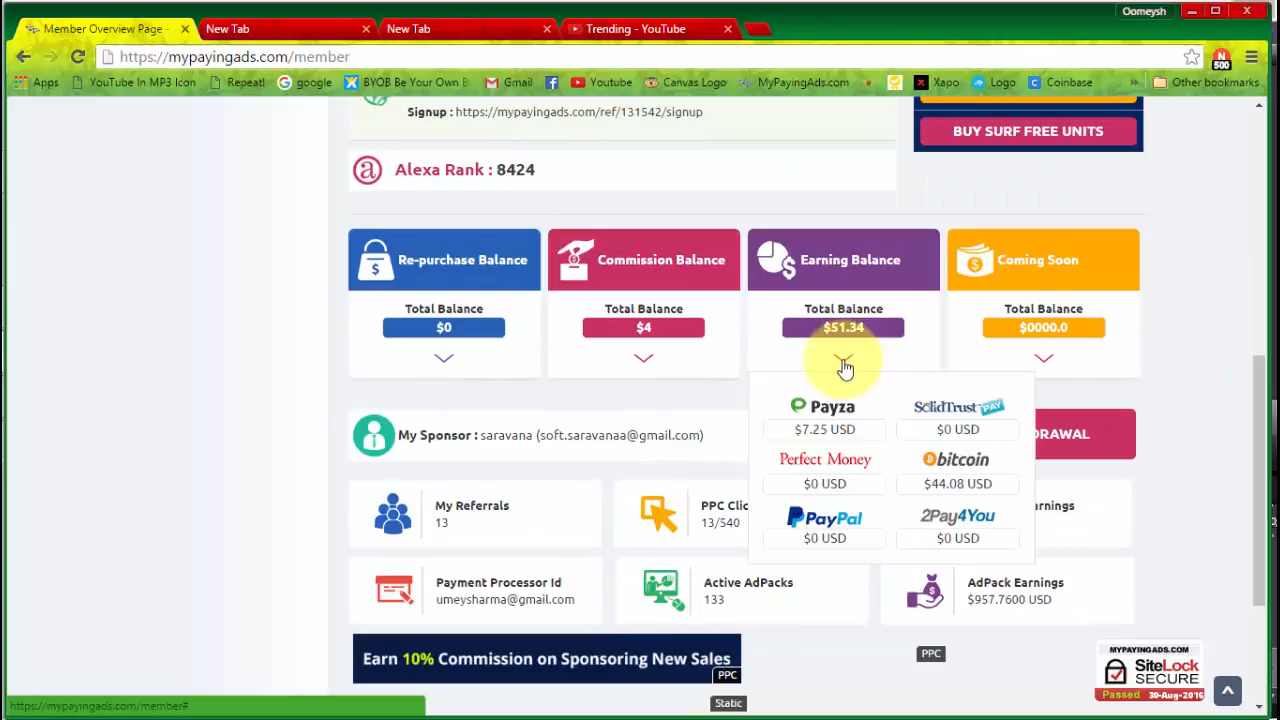 Oomeysh
Member Overview Page -
New Tab
New Tab
Trending - YouTube
https://mypayingads.com/member
N
500
Apps
YouTube In MP3 Icon
Repeat!
google
BYOB Be Your Own B
Gmail
Youtube
Canvas Logo
MyPayingAds.com
Xapo
Logo
Coinbase
»
Other bookmarks
Signup : https://mypayingads.com/ref/131542/signup
BUY SURF FREE UNITS
Alexa Rank : 8424
Re-purchase Balance
Commission Balance
Earning Balance
Coming Soon
Total Balance
Total Balance
Total Balance
Total Balance
$0
$4
$51.34
$0000.0
Payza
SolidTrust PAY
$7.25 USD
$0 USD
My Sponsor : saravana (soft.saravanaa@gmail.com)
DRAWAL
Perfect Money
bitcoin
$0 USD
$44.08 USD
My Referrals
13
PPC Clic
13/540
rnings
PayPal
2Pay4You
$0 USD
$0 USD
Payment Processor Id
umeysharma@gmail.com
Active AdPacks
133
AdPack Earnings
$957.7600 USD
Earn 10% Commission on Sponsoring New Sales
PPC
PPC
MYPAYINGADS.COM
SiteLock
SECURE
Passed 30-Aug-2016
Static
https://mypayingads.com/member#